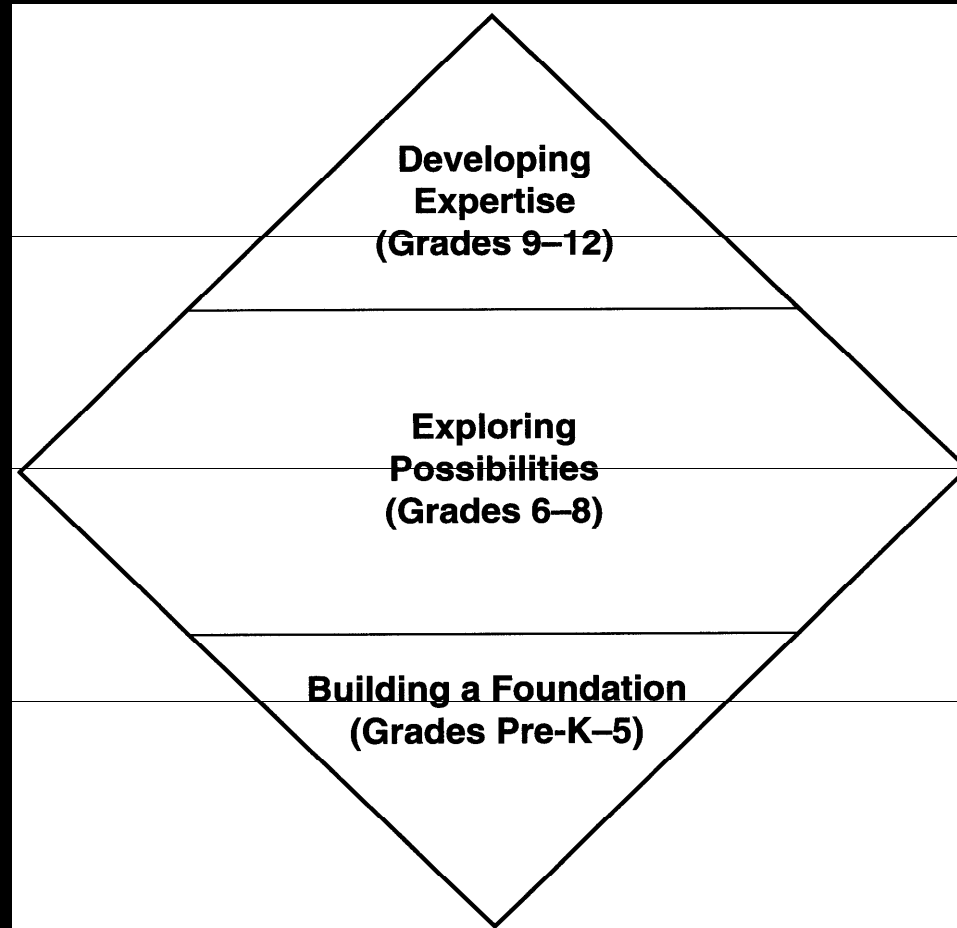 Developing
Expertise
(Grades 9–12)
Exploring
Possibilities
(Grades 6–8)
Building a Foundation
(Grades Pre-K–5)